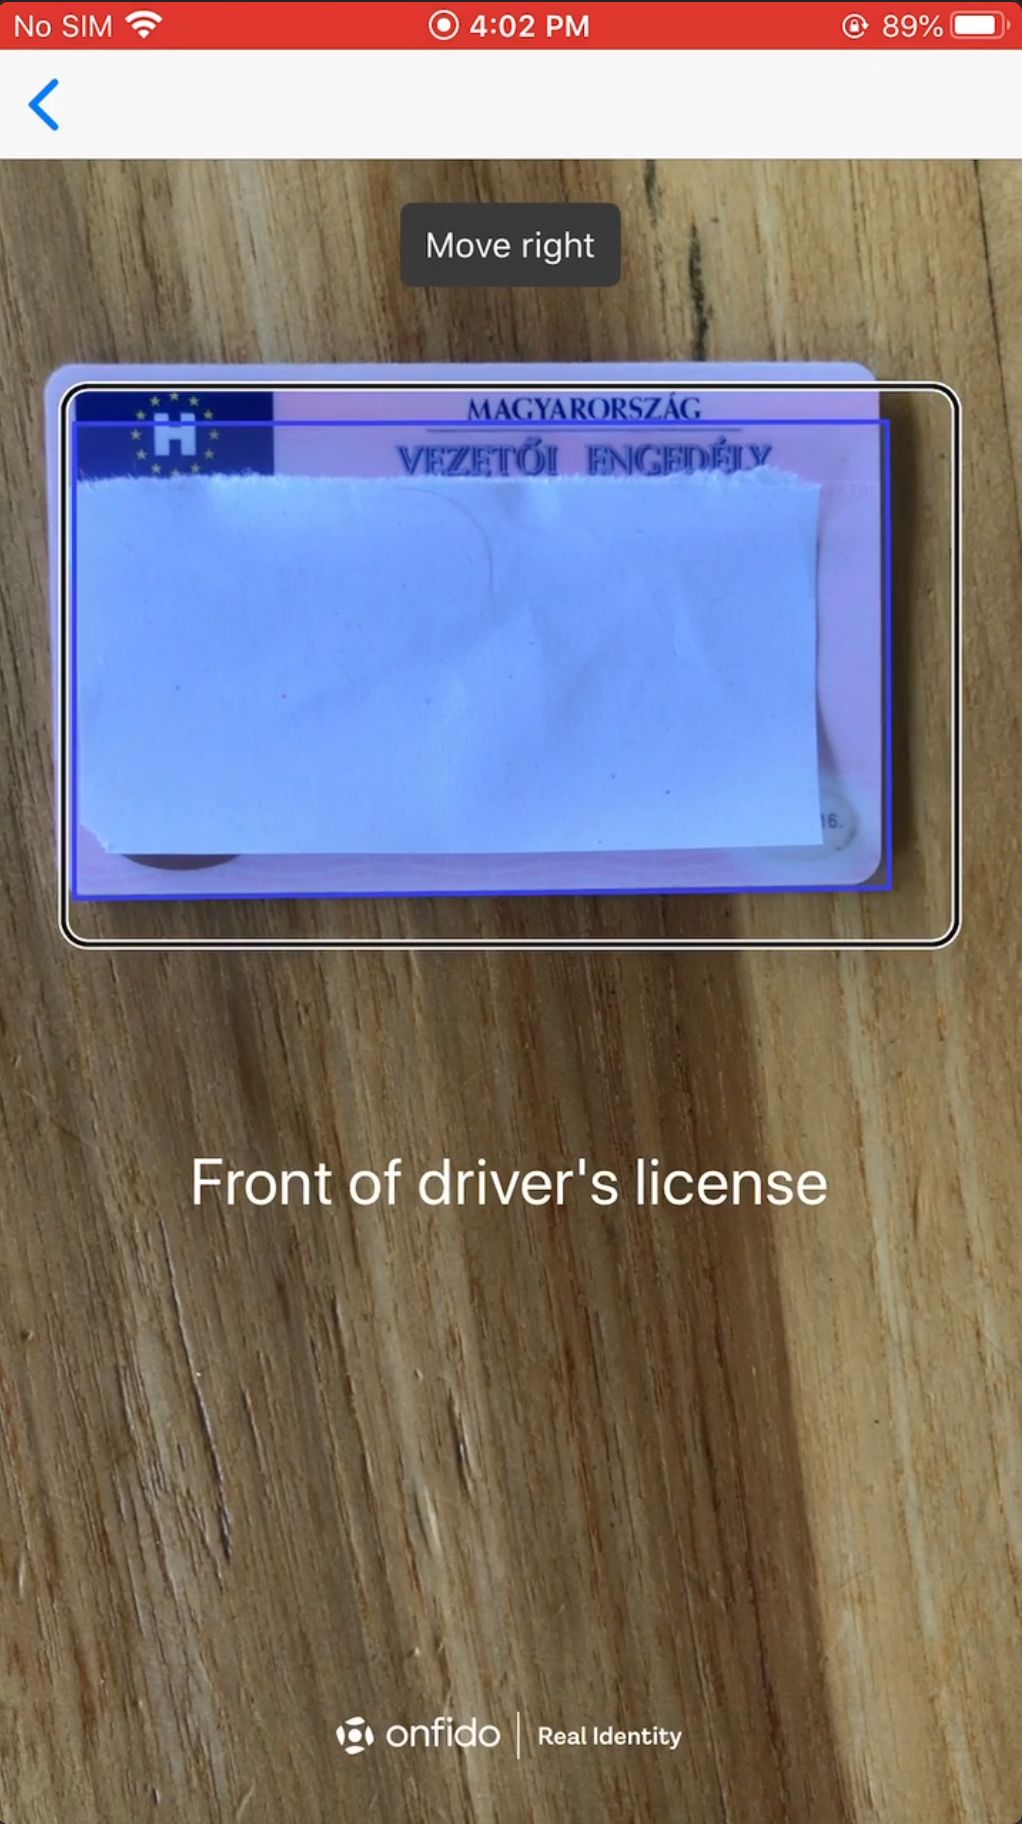 No SIM 4:02 PM 89%
Move right
MAGYARORSZÁG
VEZETŐI ENGEDÉLY
16.
Front of driver's license
onfido | Real Identity